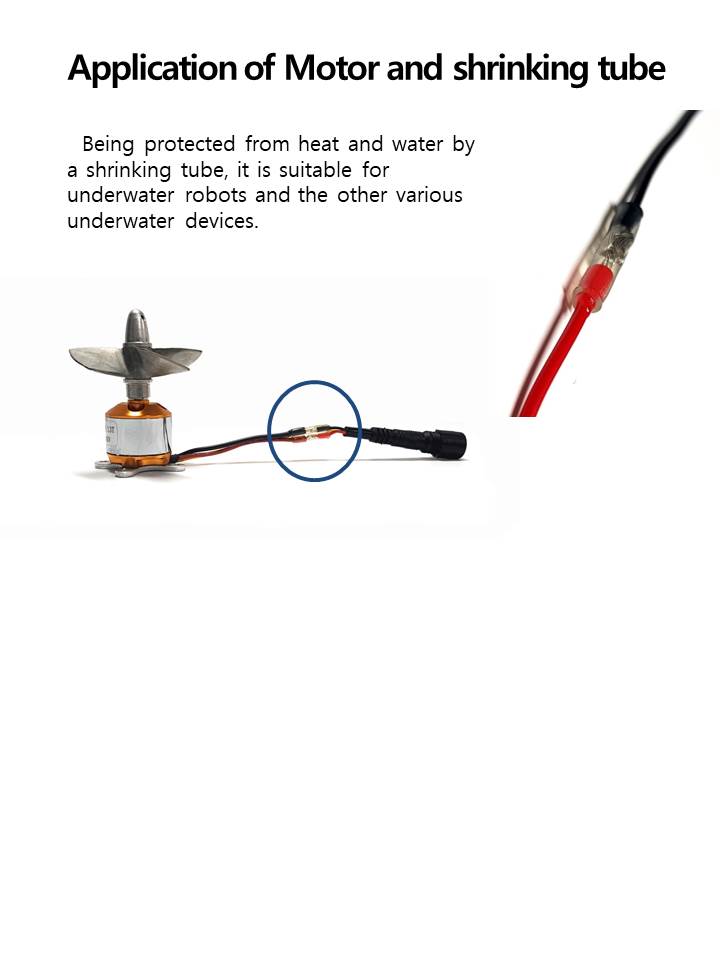 Application of Motor and shrinking tube
Being protected from heat and water by
a shrinking tube, it is suitable for
underwater robots and the other various
underwater devices.